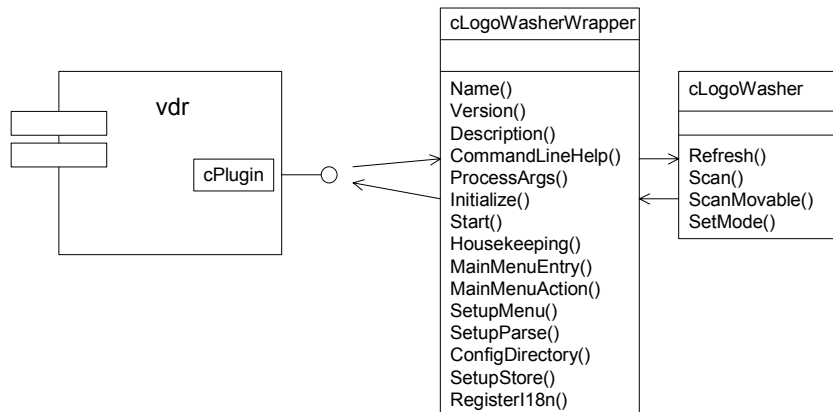 vdr
cPlugin
cLogoWasherWrapper
Name()
Version()
Description()
CommandLineHelp()
ProcessArgs()
Initialize()
Start()
Housekeeping()
MainMenuEntry()
MainMenuAction()
SetupMenu()
SetupParse()
ConfigDirectory()
SetupStore()
RegisterI18n()
cLogoWasher
Refresh()
Scan()
ScanMovable()
SetMode()